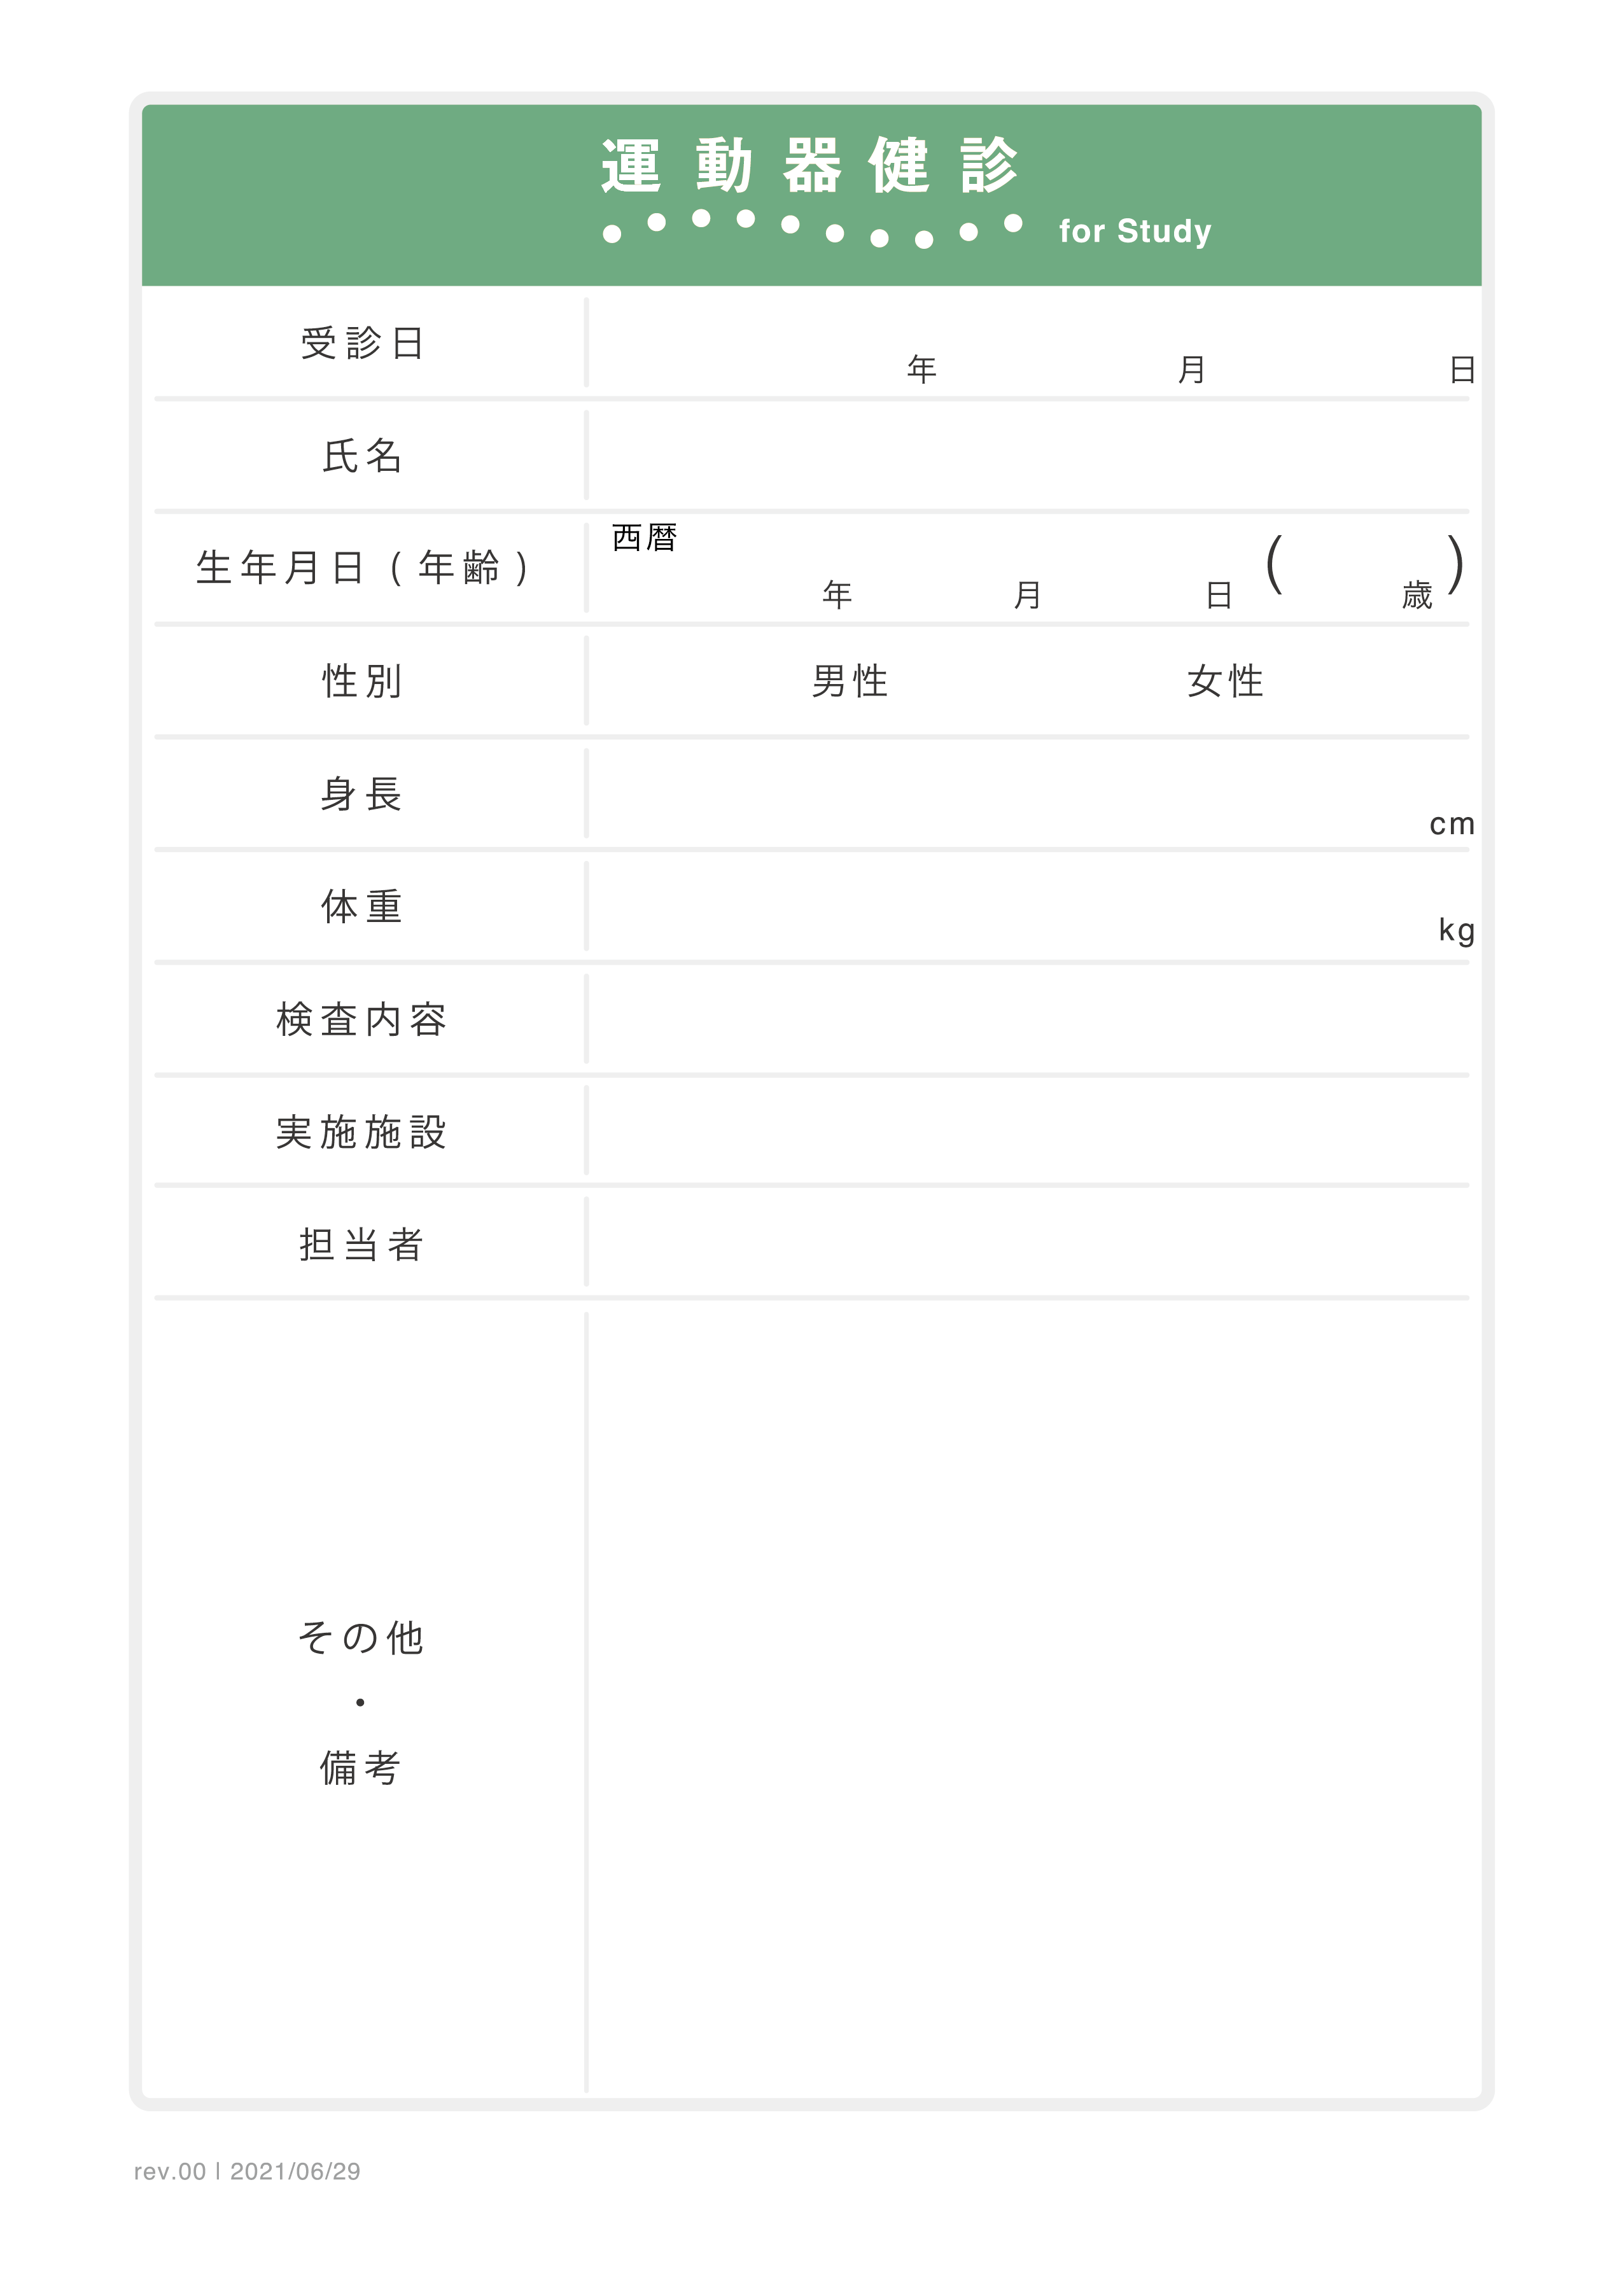 運動器健診
for Study
受診日 年 月 日
氏名
生年月日(年齢) 西暦 年 月 日 ( 歳 )
性別 男性 女性
身長 cm
体重 kg
検査内容
実施施設
担当者
その他
・
備考
rev.00 | 2021/06/29